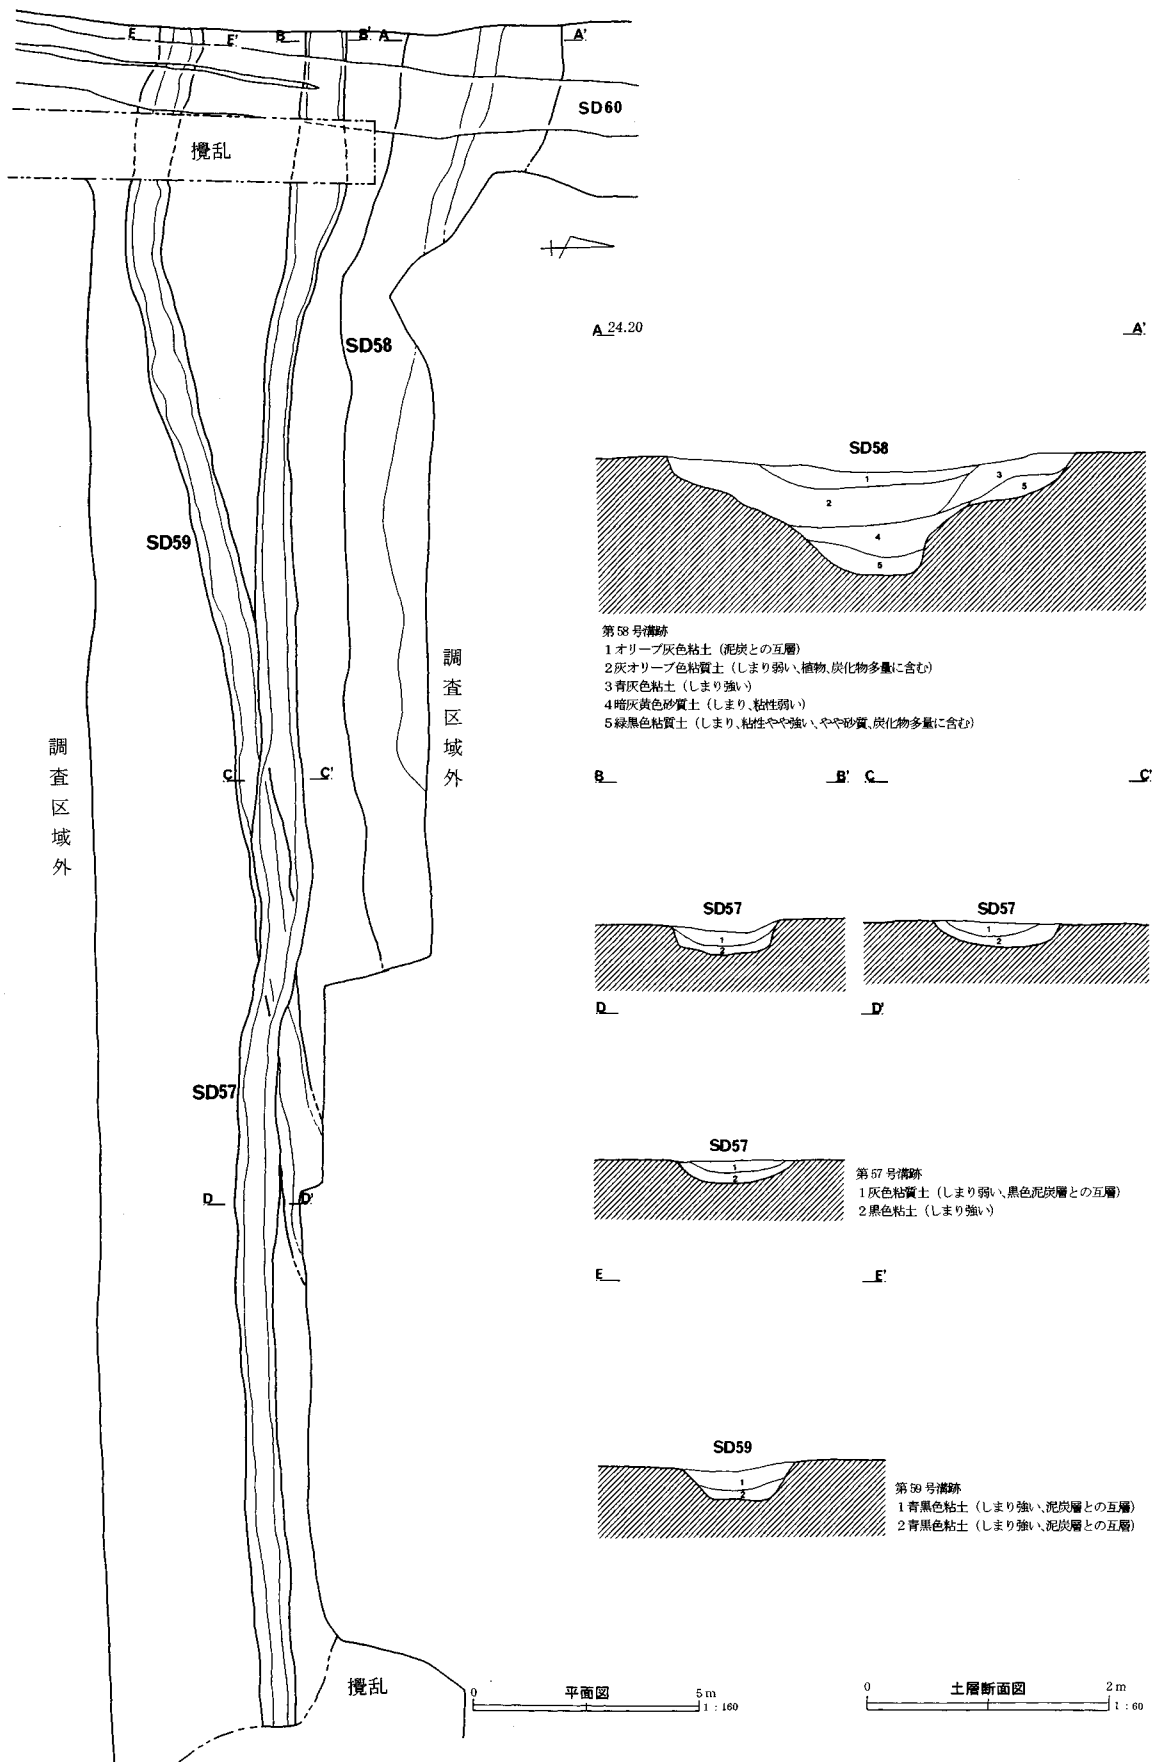 E E' B B' A A'
SD60
攪乱
SD58
A 24.20 A'
SD58
1
3
5
2
4
5
第58号溝跡
1オリーブ灰色粘土（泥炭との互層）
2灰オリーブ色粘質土（しまり弱い、植物、炭化物多量に含む）
3青灰色粘土（しまり強い）
4暗灰黄色砂質土（しまり、粘性弱い）
5緑黒色粘質土（しまり、粘性やや強い、やや砂質、炭化物多量に含む）
SD59
調査区域外
調査区域外
C C'
B B' C C'
SD57
1
2
SD57
1
2
D D'
SD57
D D'
SD57
1
2
第57号溝跡
1灰色粘質土（しまり弱い、黒色泥炭層との互層）
2黒色粘土（しまり強い）
E E'
SD59
1
2
第59号溝跡
1青黒色粘土（しまり強い、泥炭層との互層）
2青黒色粘土（しまり強い、泥炭層との互層）
攪乱
0 平面図 5m
1:160
0 土層断面図 2m
1:60